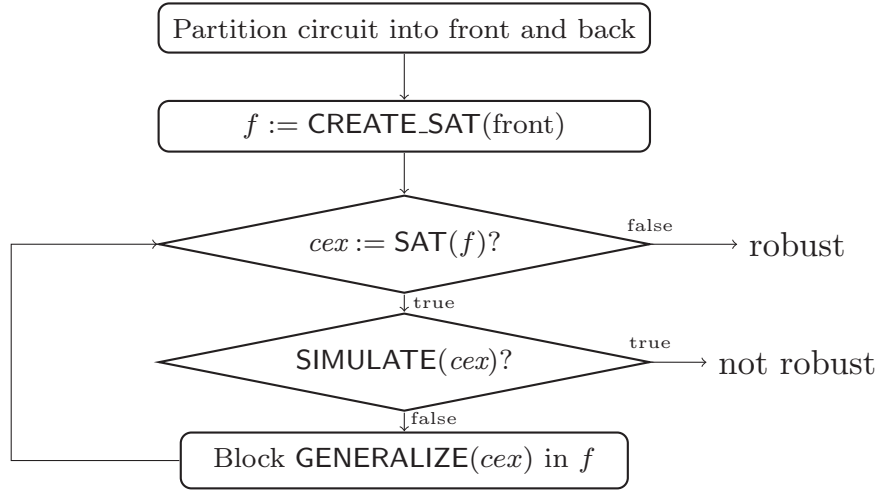 Partition circuit into front and back
f := CREATE_SAT(front)
cex := SAT(f)?
false
robust
true
SIMULATE(cex)?
true
not robust
false
Block GENERALIZE(cex) in f